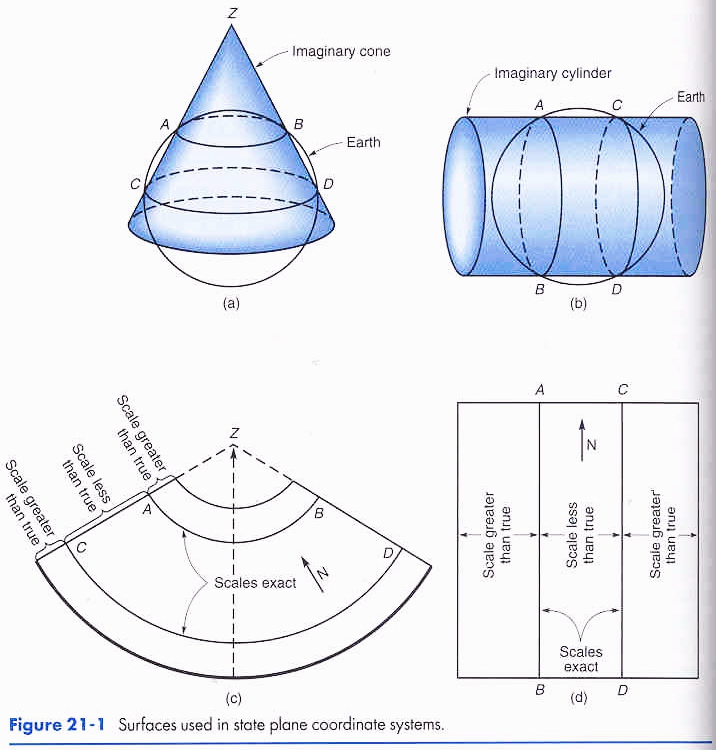 Z
Imaginary cone
A
B
Earth
C
D
(a)
Imaginary cylinder
Earth
A
C
B
D
(b)
Scale greater
than true
Scale less
than true
Scale greater
than true
Z
A
B
C
D
Scales exact
N
(c)
A
C
N
Scale greater
than true
Scale less
than true
Scale greater
than true
Scales
exact
B
D
(d)
Figure 21-1 Surfaces used in state plane coordinate systems.